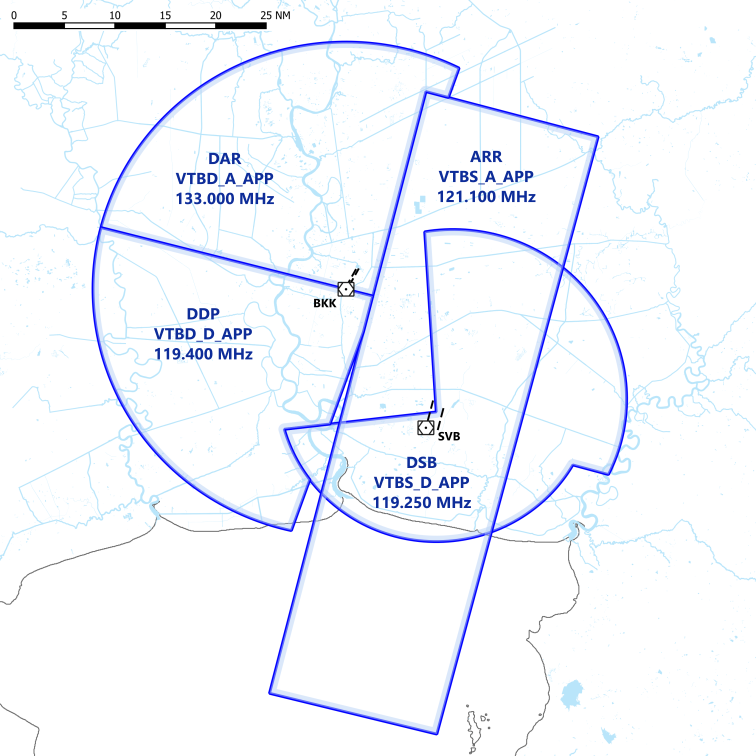 0 5 10 15 20 25 NM
DAR
VTBD_A_APP
133.000 MHz
ARR
VTBS_A_APP
121.100 MHz
BKK
DDP
VTBD_D_APP
119.400 MHz
SVB
DSB
VTBS_D_APP
119.250 MHz